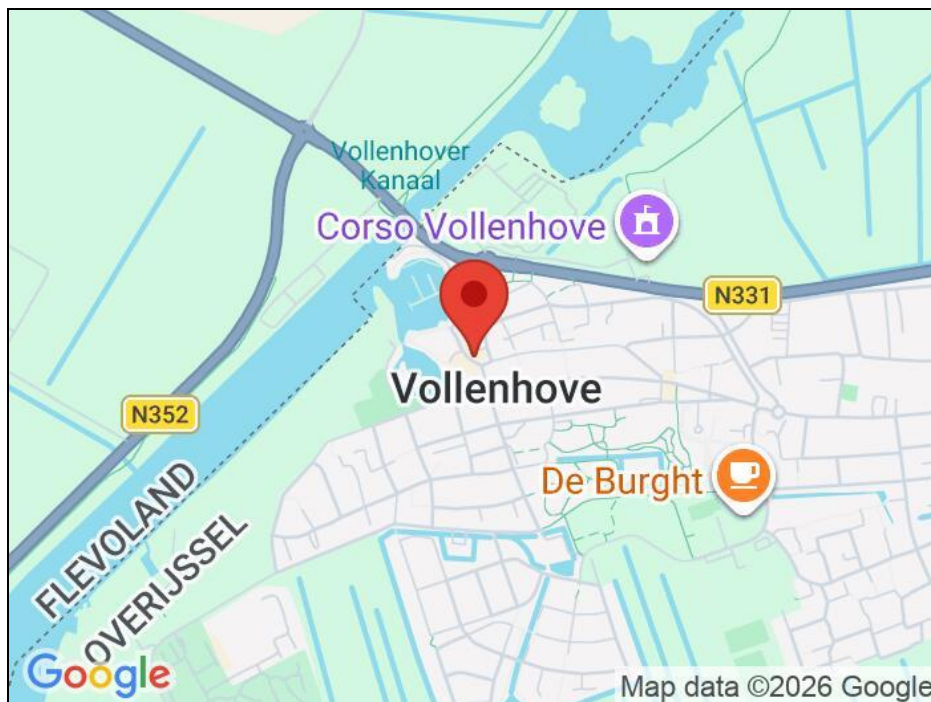 Vollenhover
Kanaal
Corso Vollenhove
N331
Vollenhove
N352
De Burght
FLEVOLAND
OVERIJSSEL
Google
Map data ©2026 Google